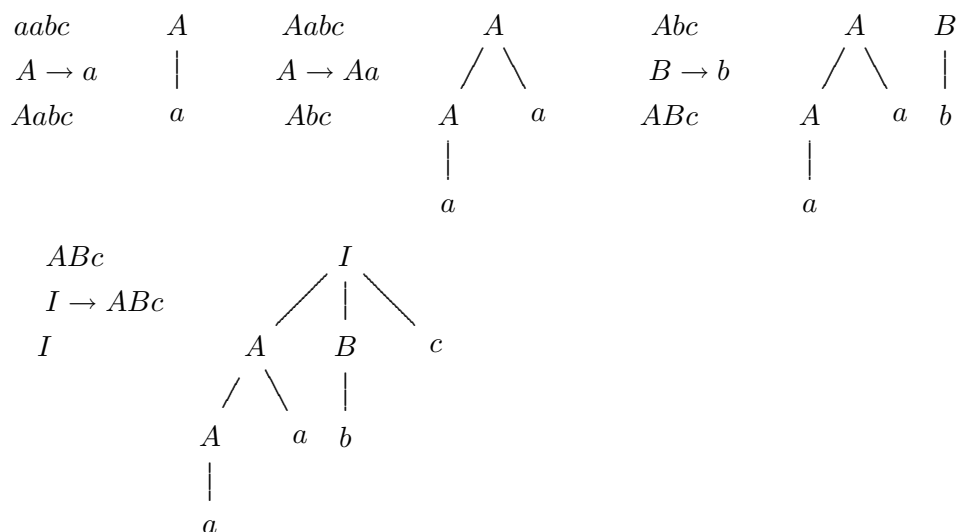 aabc A Aabc A Abc A B
A → a A → Aa B → b
Aabc a Abc A a ABc A a b
a a
ABc I
I → ABc
I A B c
A a b
a